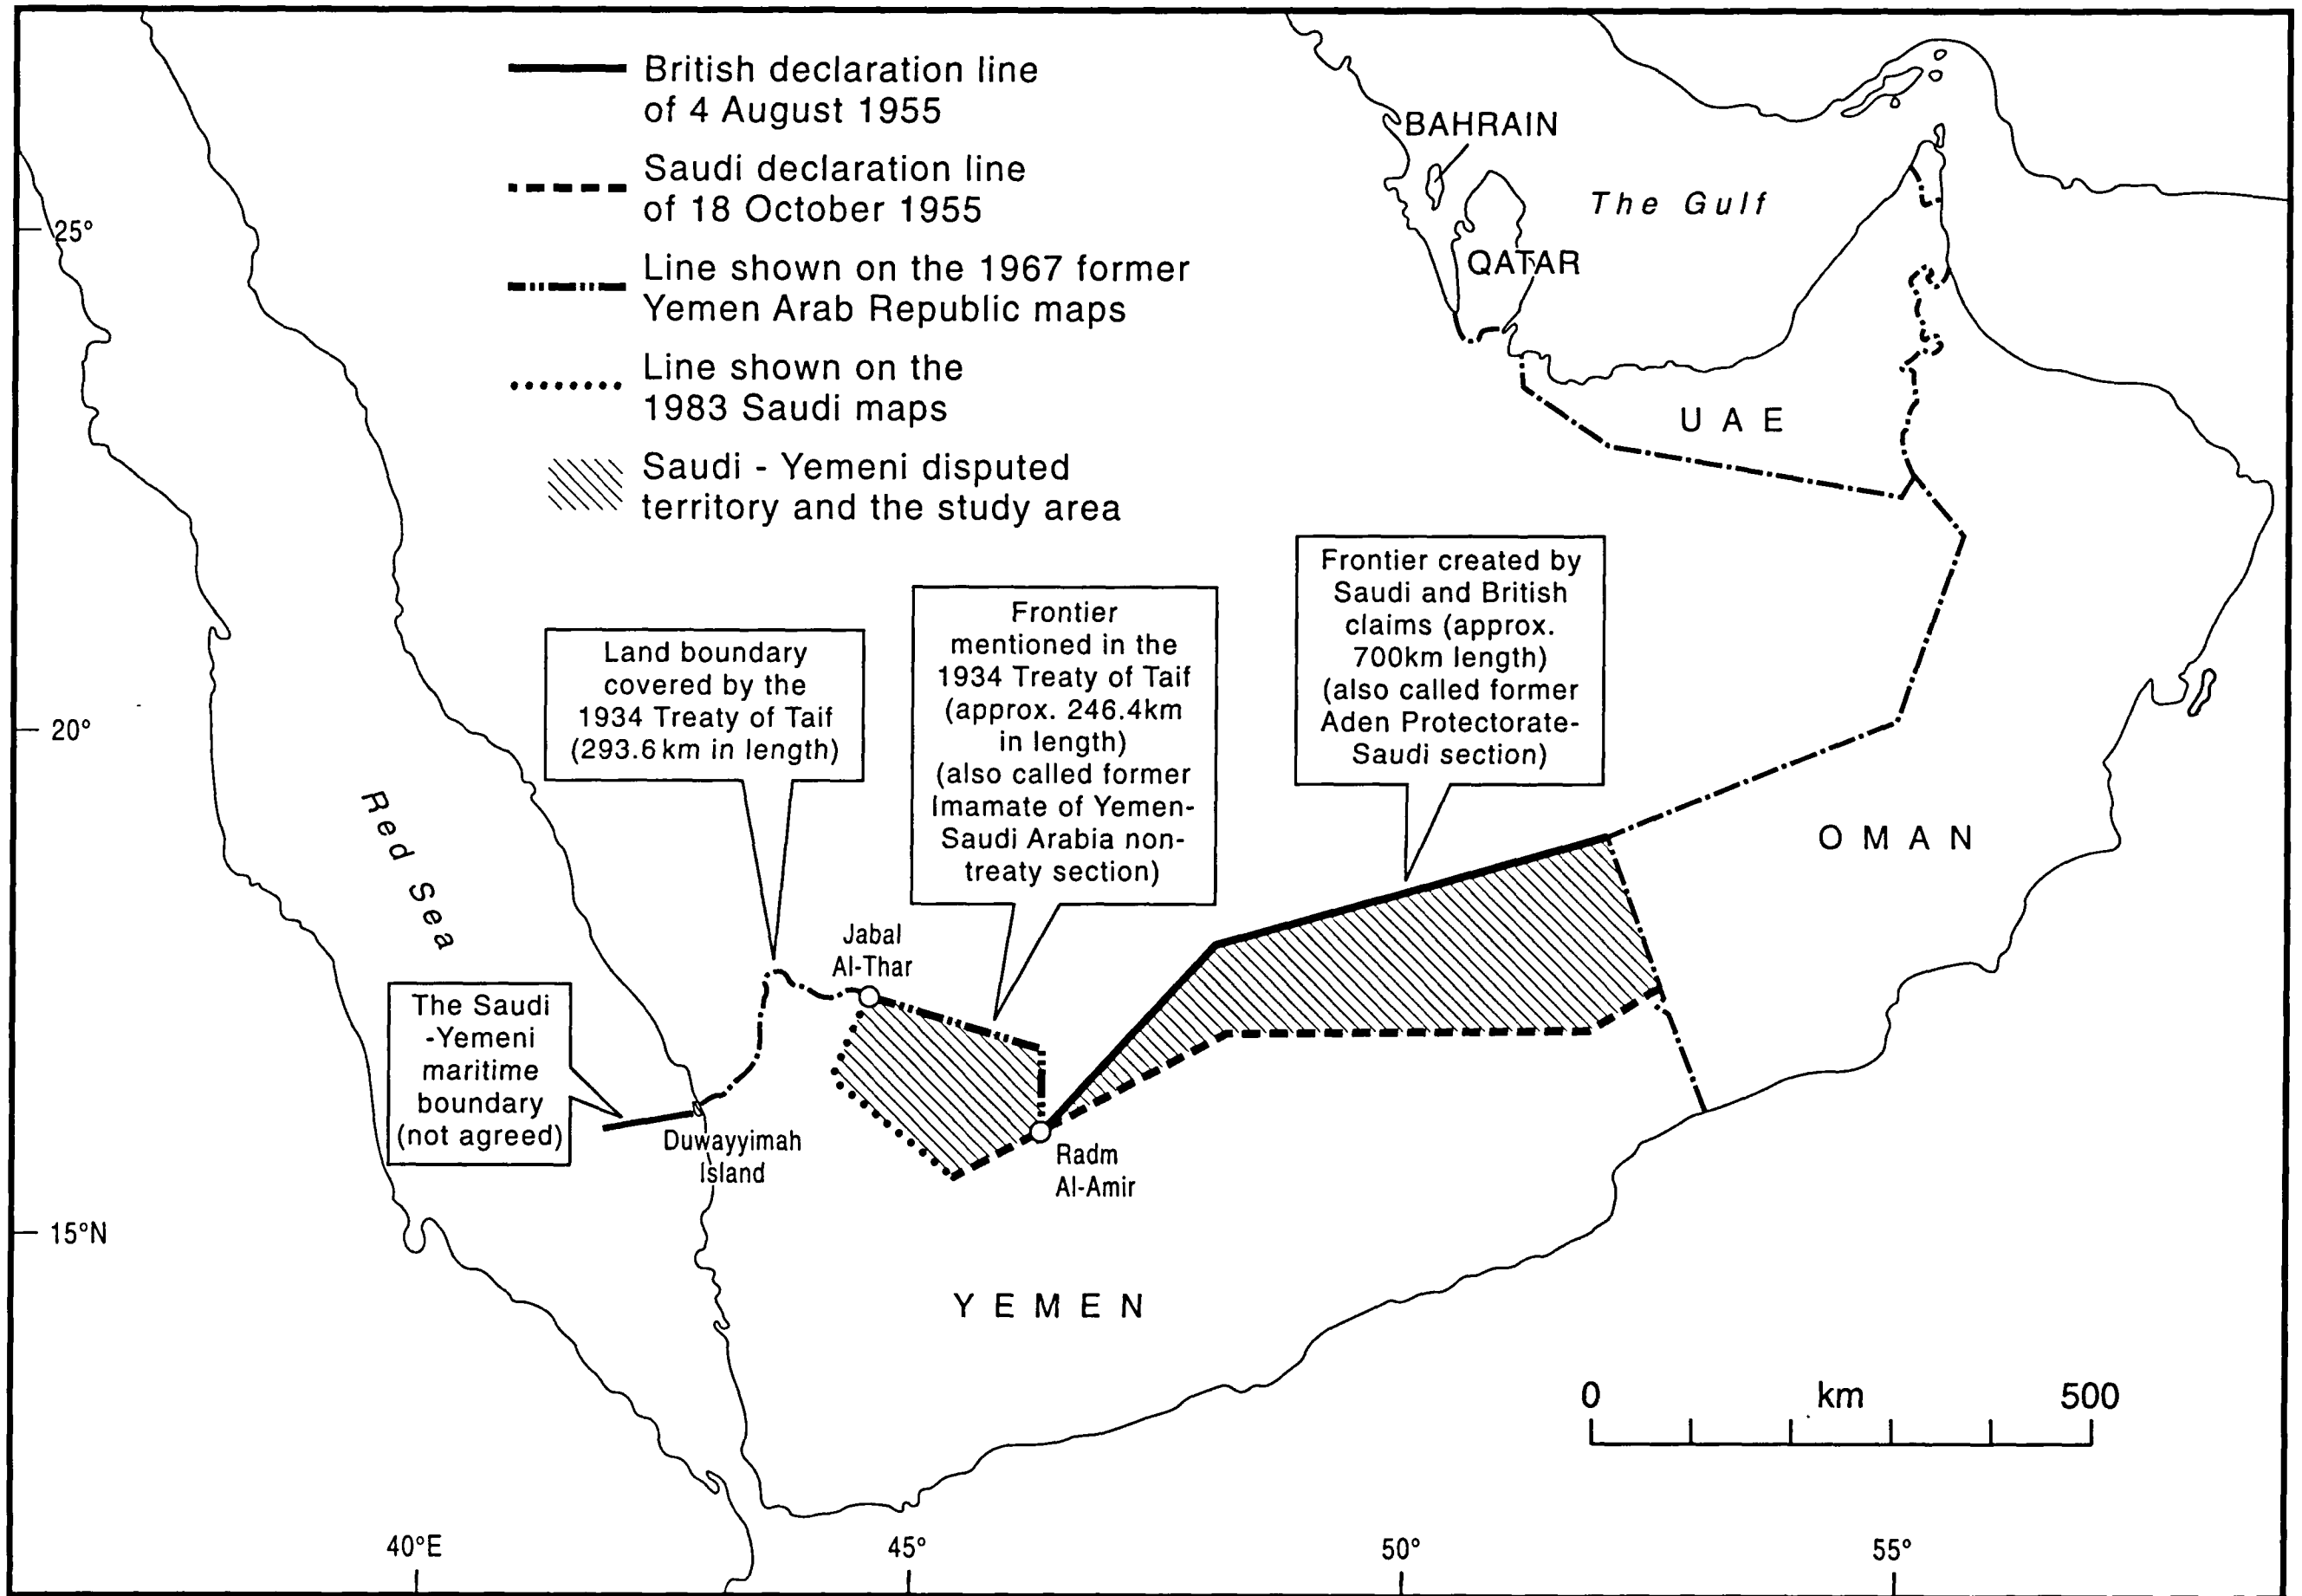 British declaration line
of 4 August 1955
Saudi declaration line
of 18 October 1955
Line shown on the 1967 former
Yemen Arab Republic maps
Line shown on the
1983 Saudi maps
Saudi - Yemeni disputed
territory and the study area
BAHRAIN
The Gulf
QATAR
UAE
25°
20°
15°N
Red Sea
Land boundary
covered by the
1934 Treaty of Taif
(293.6km in length)
Frontier
mentioned in the
1934 Treaty of Taif
(approx. 246.4km
in length)
(also called former
Imamate of Yemen-
Saudi Arabia non-
treaty section)
Frontier created by
Saudi and British
claims (approx.
700km length)
(also called former
Aden Protectorate-
Saudi section)
OMAN
Jabal
Al-Thar
The Saudi
-Yemeni
maritime
boundary
(not agreed)
Duwayyimah
Island
Radm
Al-Amir
YEMEN
0 km 500
40°E 45° 50° 55°